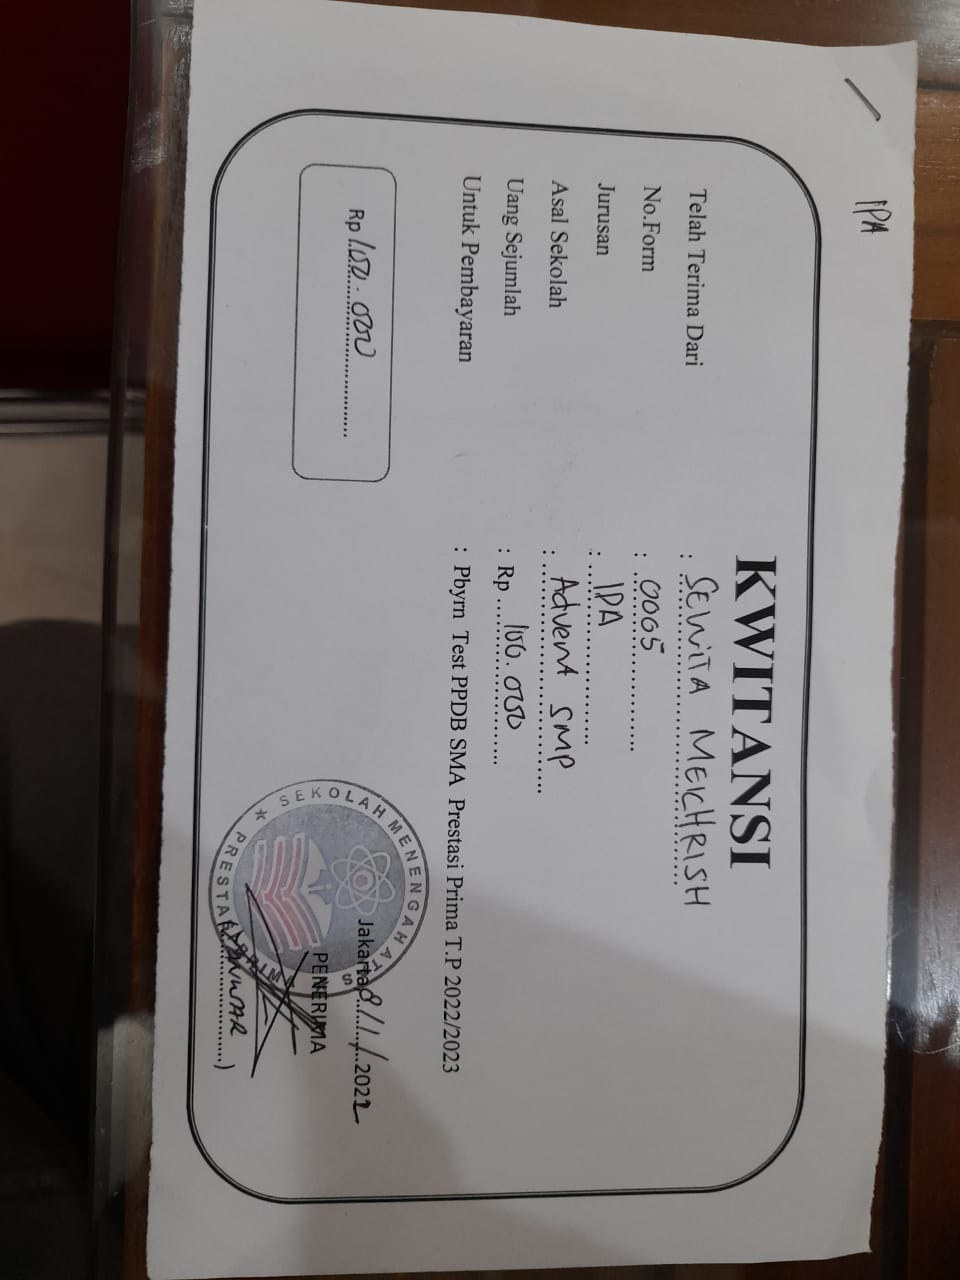 IPA
KWITANSI
Telah Terima Dari : SEWITA MEICHRISH
No.Form : 0005
Jurusan : IPA
Asal Sekolah : Advent SMP
Uang Sejumlah : Rp 100.000
Untuk Pembayaran : Pbyrn Test PPDB SMA Prestasi Prima T.P 2022/2023
SEKOLAH MENENGAH ATAS
PRESTASI PRIMA
Rp 100.000
Jakarta, 8/1/2022
PENERIMA
(ANWAR)